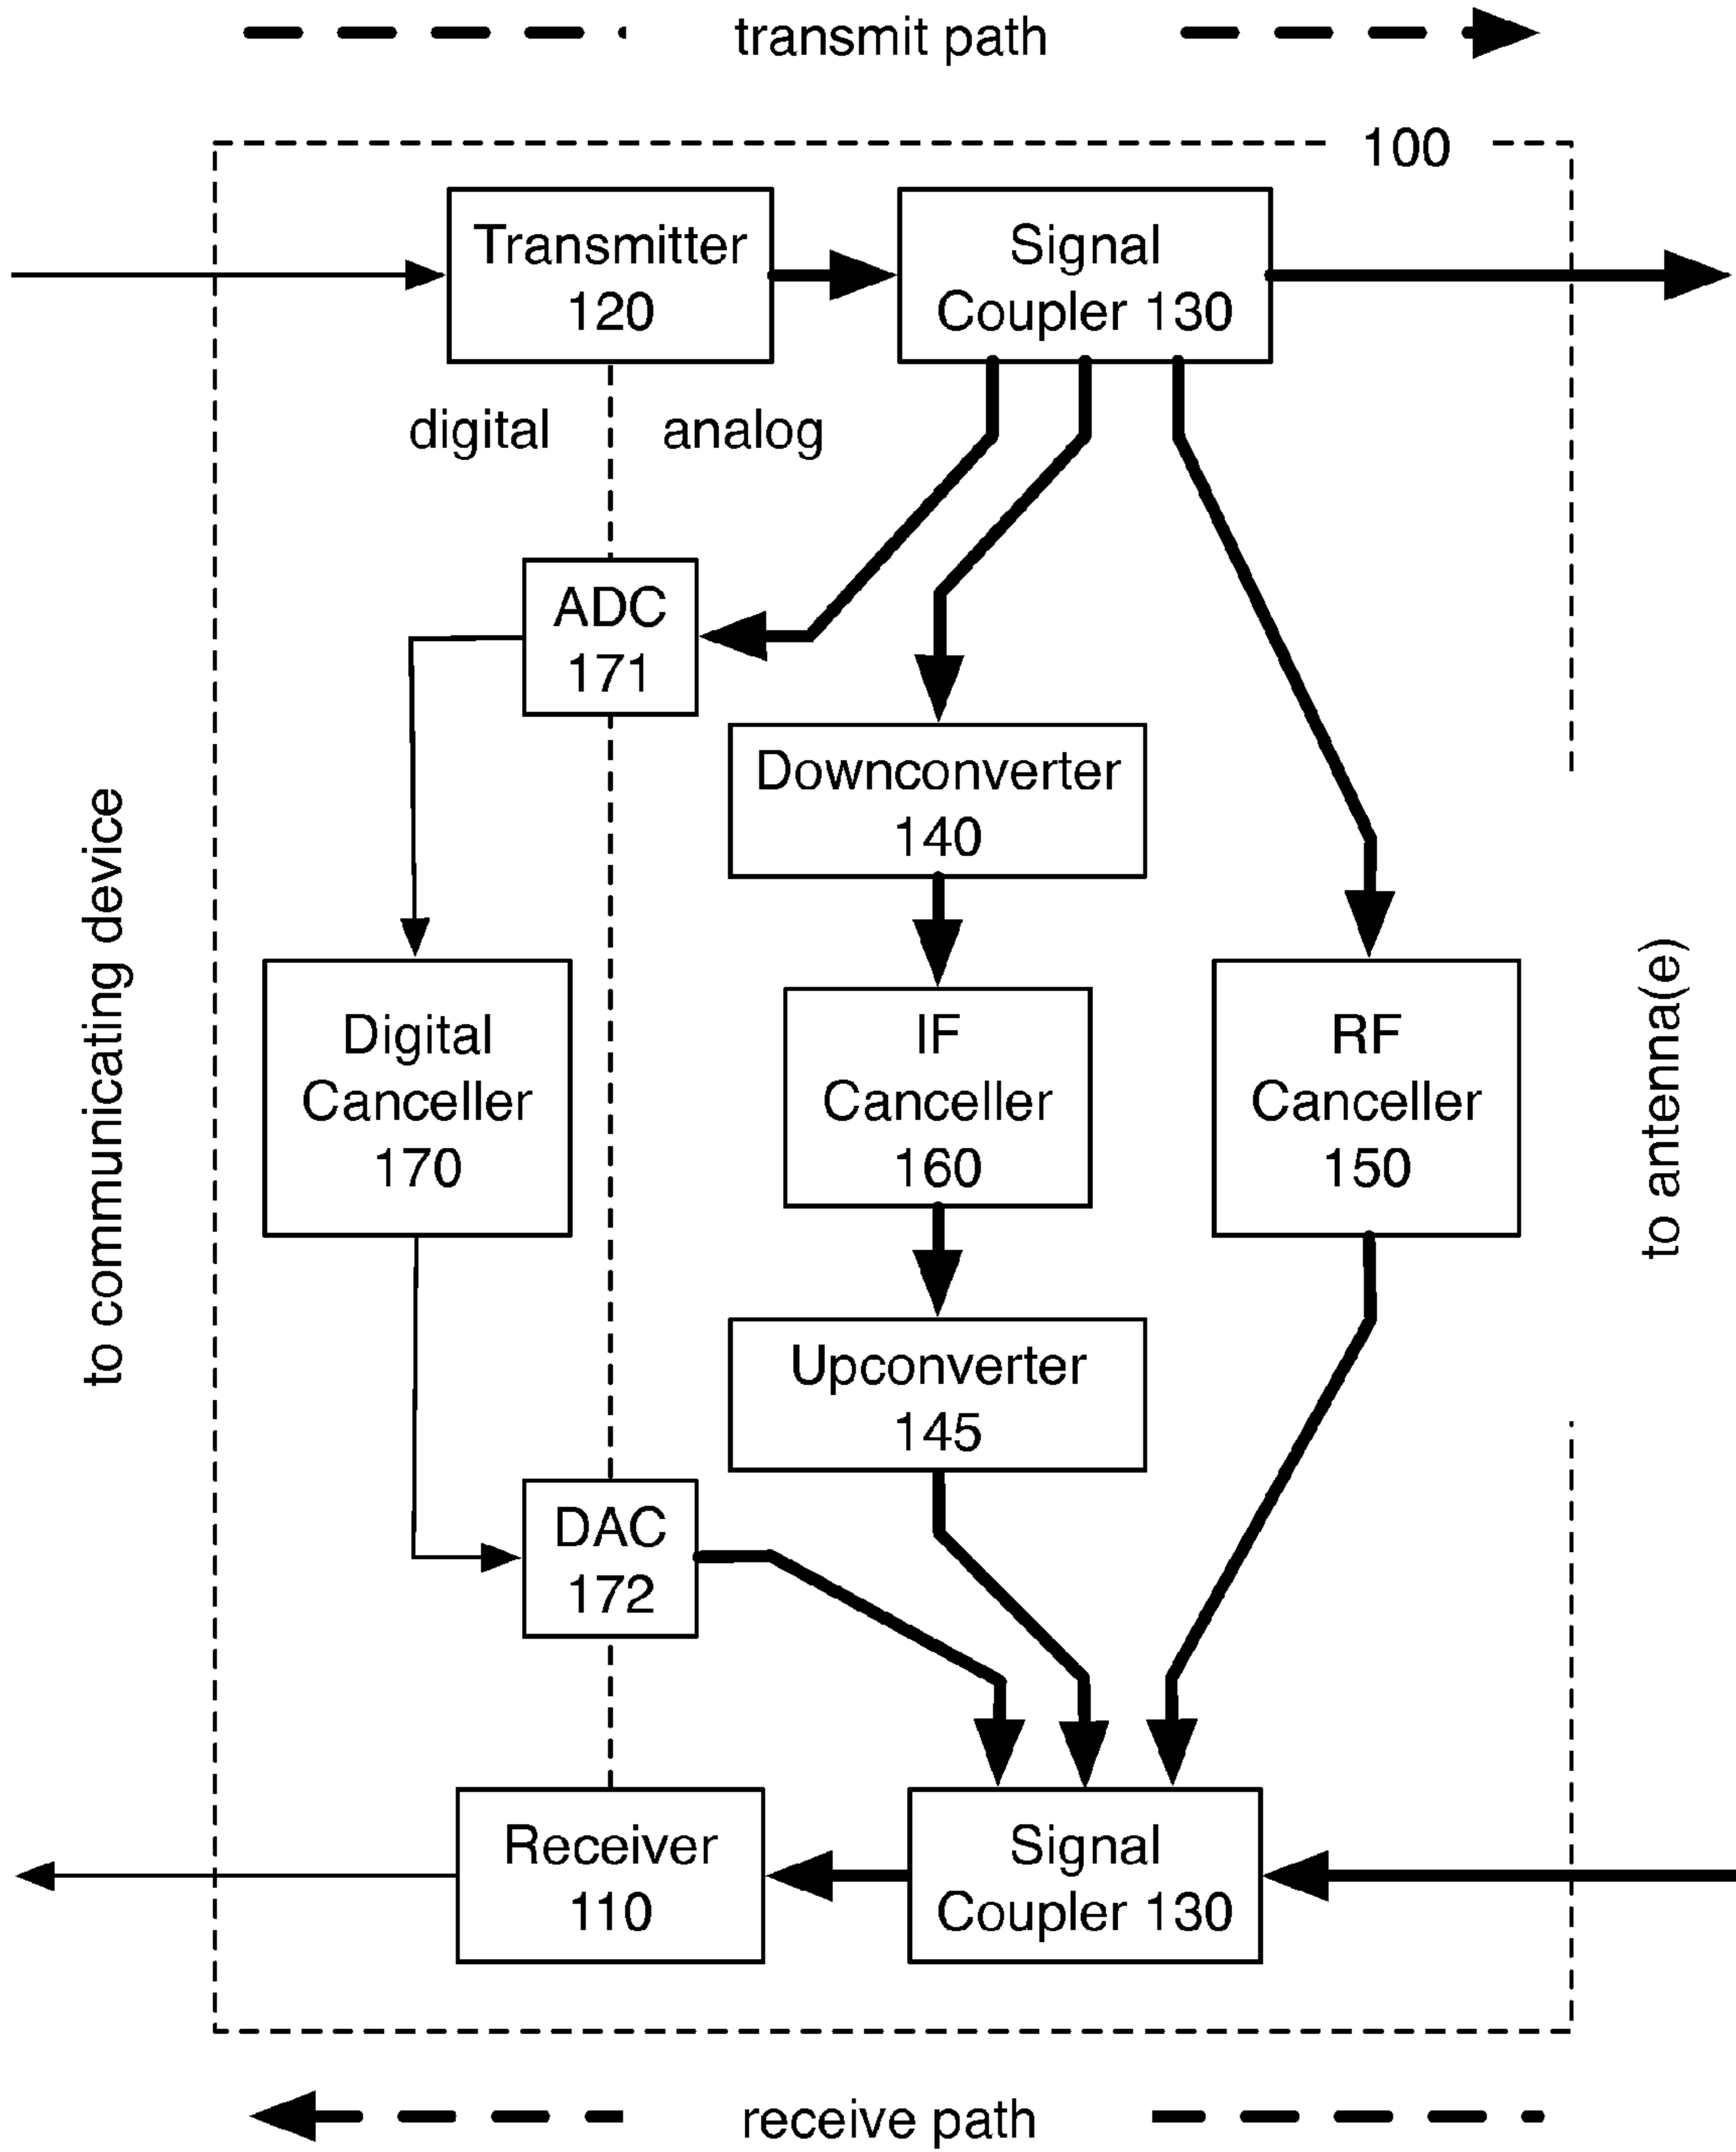 transmit path
100
Transmitter
120
Signal
Coupler 130
digital
analog
ADC
171
Downconverter
140
to communicating device
Digital
Canceller
170
IF
Canceller
160
RF
Canceller
150
to antenna(e)
Upconverter
145
DAC
172
Receiver
110
Signal
Coupler 130
receive path